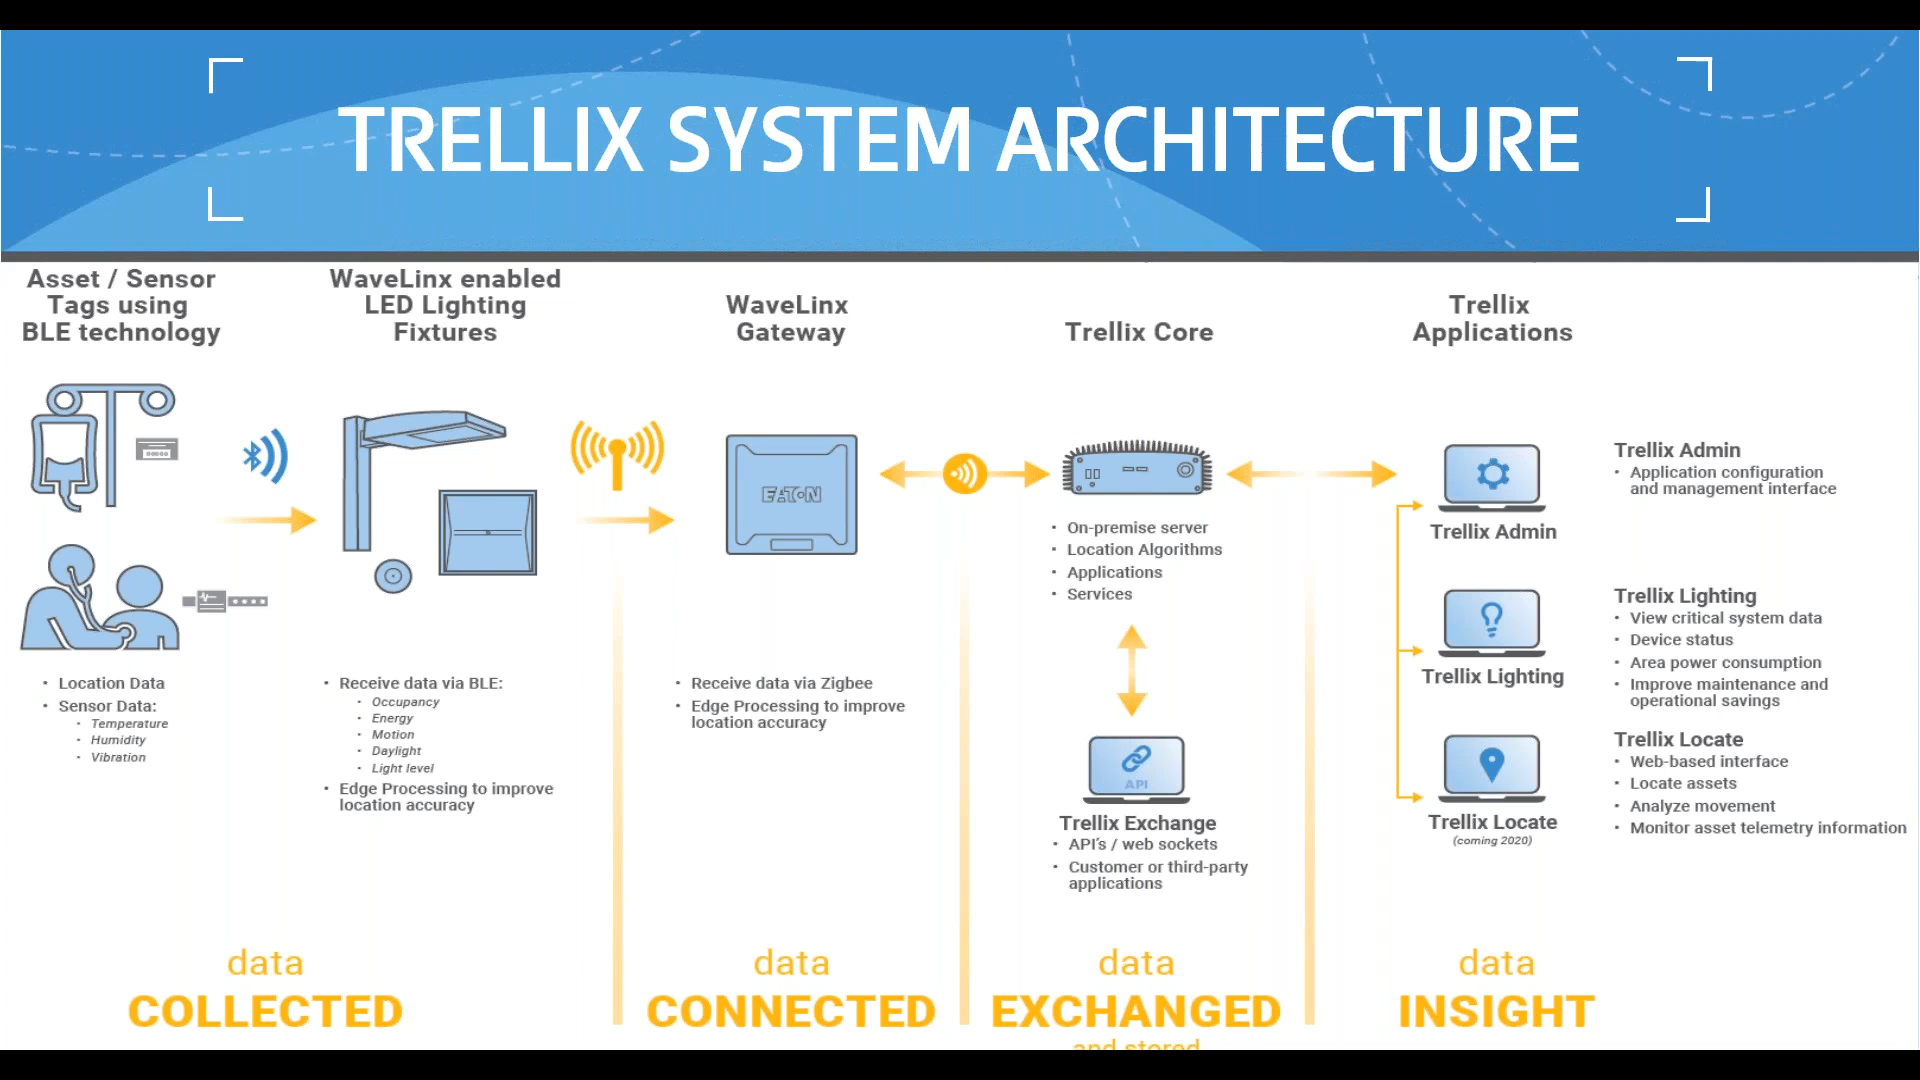 TRELLIX SYSTEM ARCHITECTURE
Asset / Sensor
Tags using
BLE technology
WaveLinx enabled
LED Lighting
Fixtures
WaveLinx
Gateway
Trellix Core
Trellix
Applications
EATON
• Location Data
• Sensor Data:
• Temperature
• Humidity
• Vibration
• Receive data via BLE:
• Occupancy
• Energy
• Motion
• Daylight
• Light level
• Edge Processing to improve
location accuracy
• Receive data via Zigbee
• Edge Processing to improve
location accuracy
• On-premise server
• Location Algorithms
• Applications
• Services
API
Trellix Exchange
• API's / web sockets
• Customer or third-party
applications
Trellix Admin
Trellix Lighting
Trellix Locate
(coming 2020)
Trellix Admin
• Application configuration
and management interface
Trellix Lighting
• View critical system data
• Device status
• Area power consumption
• Improve maintenance and
operational savings
Trellix Locate
• Web-based interface
• Locate assets
• Analyze movement
• Monitor asset telemetry information
data
COLLECTED
data
CONNECTED
data
EXCHANGED
and stored
data
INSIGHT